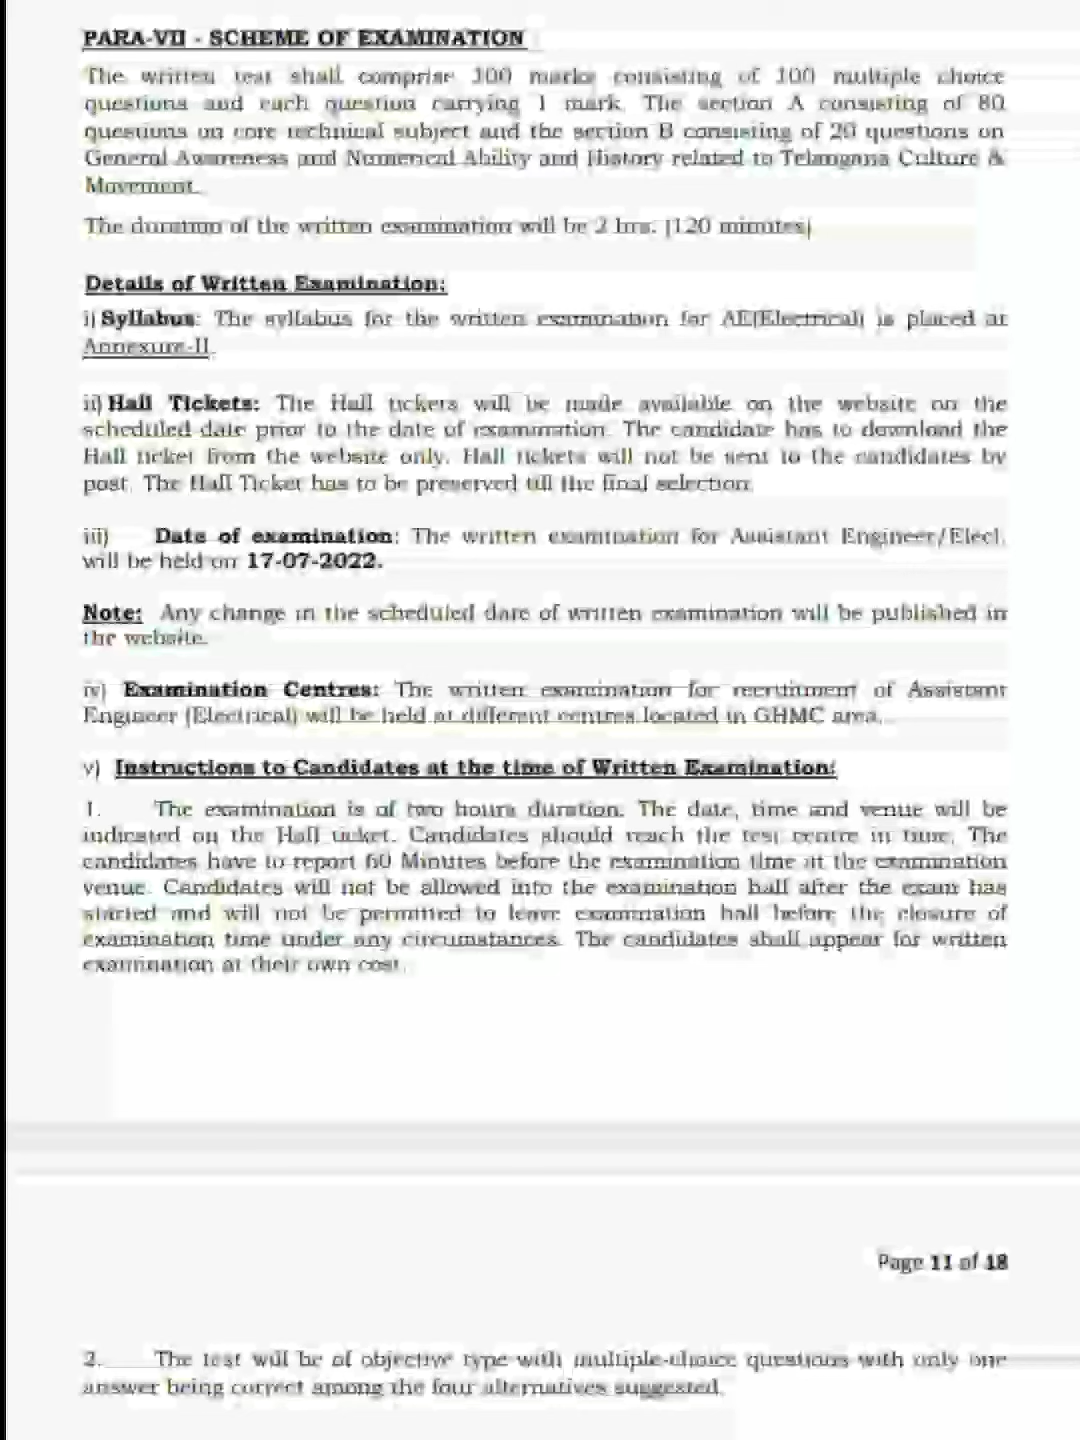 PARA-VII - SCHEME OF EXAMINATION
The written test shall comprise 100 marks consisting of 100 multiple choice
questions and each question carrying 1 mark. The section A consisting of 80
questions on core technical subject and the section B consisting of 20 questions on
General Awareness and Numerical Ability and History related to Telangana Culture &
Movement.
The duration of the written examination will be 2 hrs. (120 minutes)
Details of Written Examination:
i) Syllabus: The syllabus for the written examination for AE(Electrical) is placed at
Annexure-II.
ii) Hall Tickets: The Hall tickets will be made available on the website on the
scheduled date prior to the date of examination. The candidate has to download the
Hall ticket from the website only. Hall tickets will not be sent to the candidates by
post. The Hall Ticket has to be preserved till the final selection.
iii) Date of examination: The written examination for Assistant Engineer/Elecl.
will be held on 17-07-2022.
Note: Any change in the scheduled date of written examination will be published in
the website.
iv) Examination Centres: The written examination for recruitment of Assistant
Engineer (Electrical) will be held at different centres located in GHMC area.
v) Instructions to Candidates at the time of Written Examination:
1. The examination is of two hours duration. The date, time and venue will be
indicated on the Hall ticket. Candidates should reach the test centre in time. The
candidates have to report 60 Minutes before the examination time at the examination
venue. Candidates will not be allowed into the examination hall after the exam has
started and will not be permitted to leave examination hall before the closure of
examination time under any circumstances. The candidates shall appear for written
examination at their own cost.
Page 11 of 18
2. The test will be of objective type with multiple-choice questions with only one
answer being correct among the four alternatives suggested.